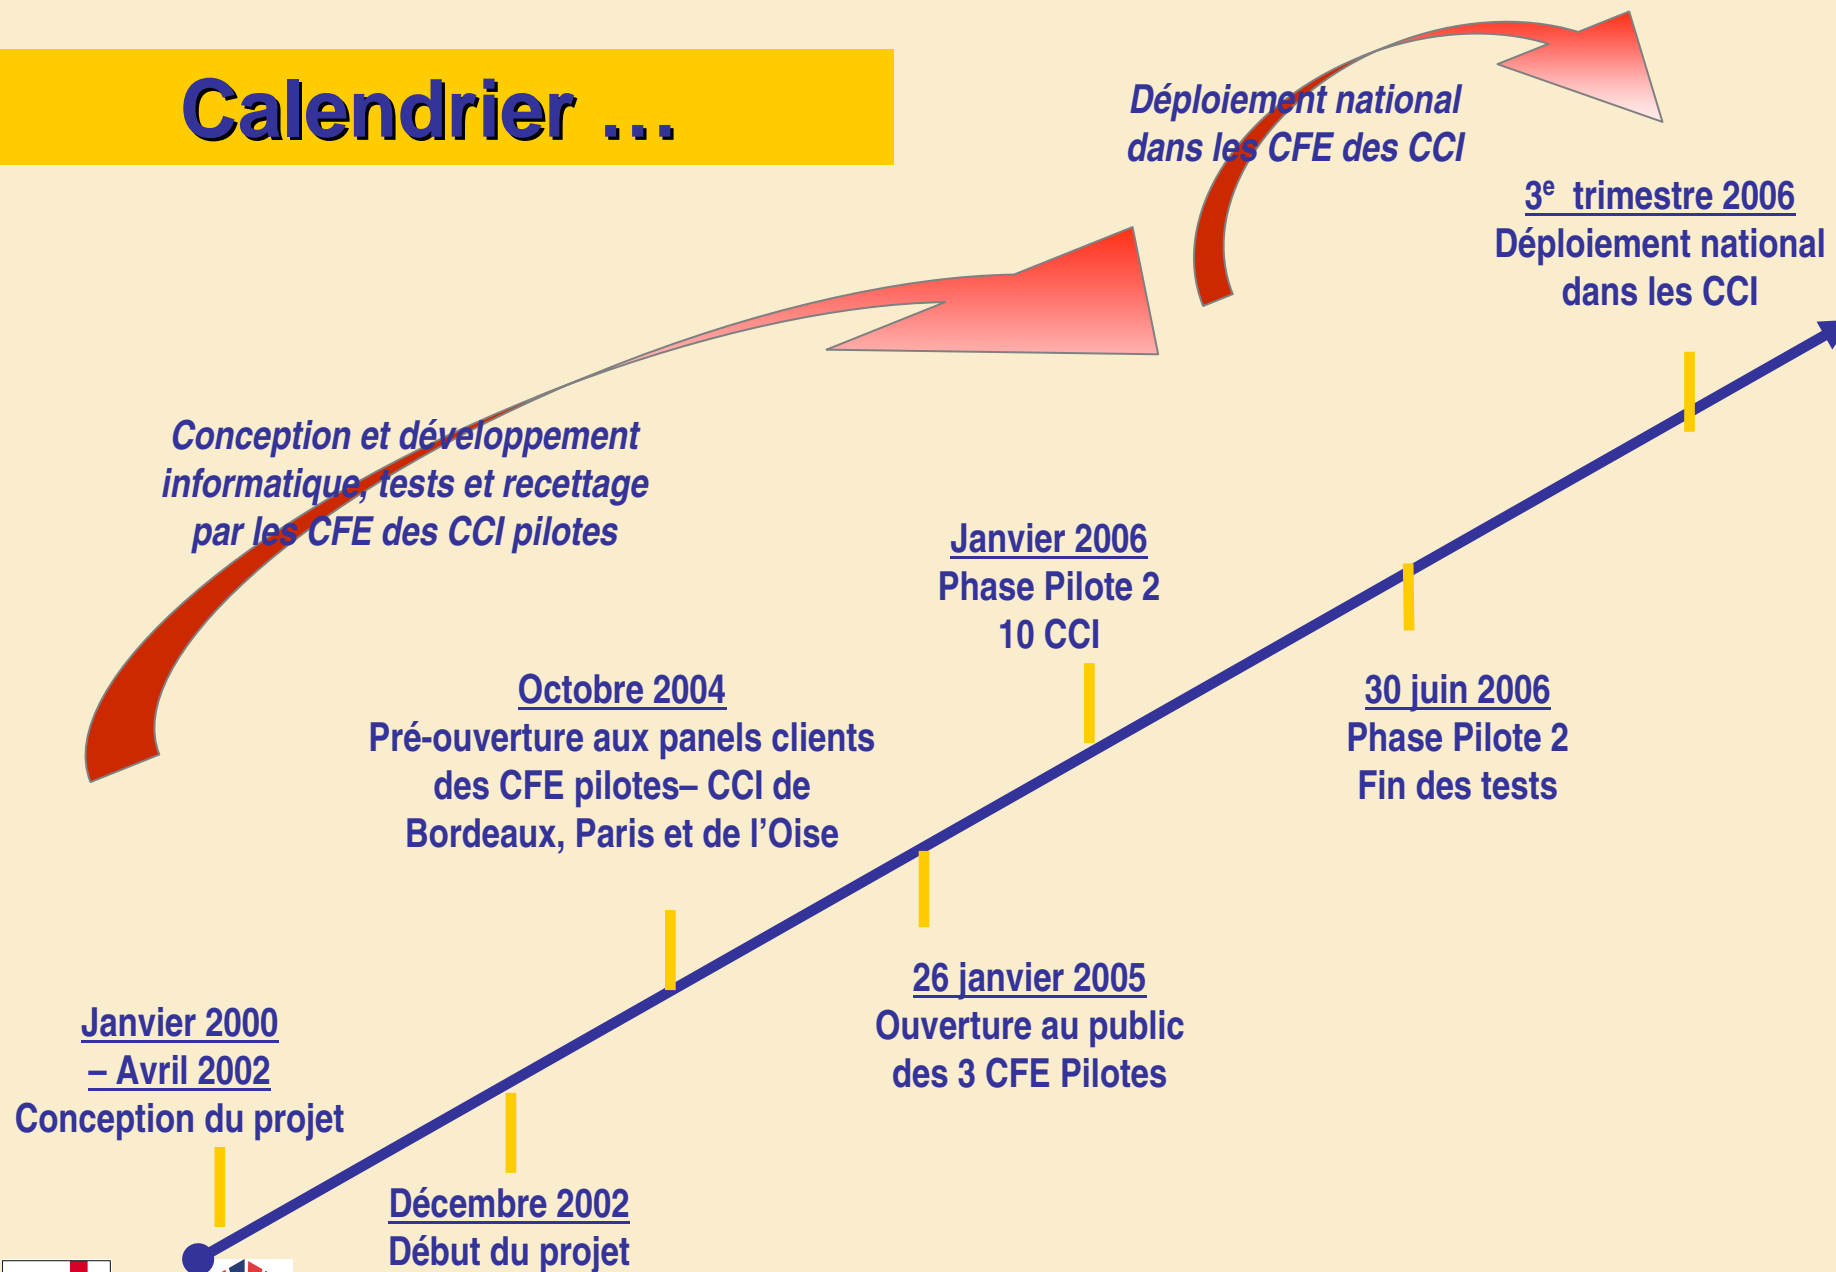 Calendrier …
Déploiement national
dans les CFE des CCI
3e trimestre 2006
Déploiement national
dans les CCI
Conception et développement
informatique, tests et recettage
par les CFE des CCI pilotes
Janvier 2006
Phase Pilote 2
10 CCI
Octobre 2004
Pré-ouverture aux panels clients
des CFE pilotes– CCI de
Bordeaux, Paris et de l’Oise
30 juin 2006
Phase Pilote 2
Fin des tests
26 janvier 2005
Ouverture au public
des 3 CFE Pilotes
Janvier 2000
– Avril 2002
Conception du projet
Décembre 2002
Début du projet